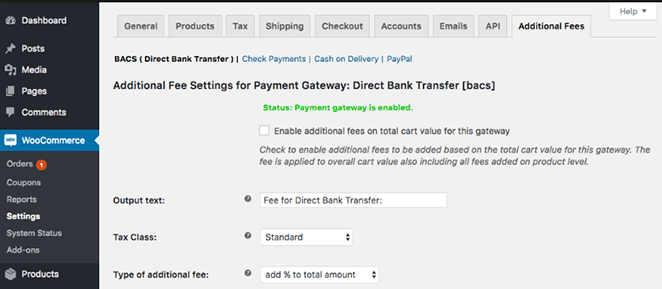 Help ▼
Dashboard
Posts
Media
Pages
Comments
WooCommerce
Orders 1
Coupons
Reports
Settings
System Status
Add-ons
Products
General Products Tax Shipping Checkout Accounts Emails API Additional Fees
BACS ( Direct Bank Transfer ) | Check Payments | Cash on Delivery | PayPal
Additional Fee Settings for Payment Gateway: Direct Bank Transfer [bacs]
Status: Payment gateway is enabled.
Enable additional fees on total cart value for this gateway
Check to enable additional fees to be added based on the total cart value for this gateway. The
fee is applied to overall cart value also including all fees added on product level.
Output text: ? Fee for Direct Bank Transfer:
Tax Class: ? Standard
Type of additional fee: ? add % to total amount